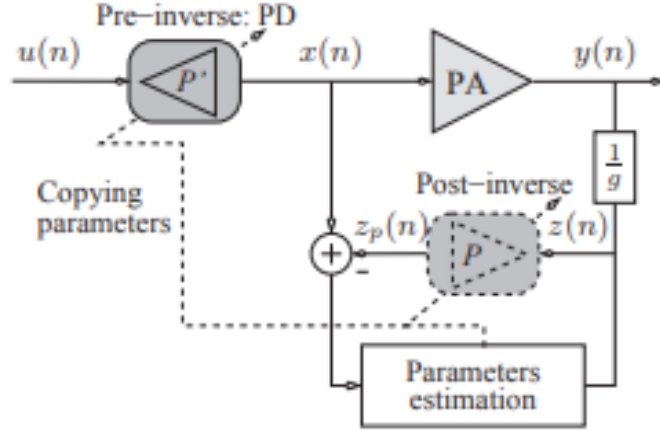 Pre-inverse: PD
u(n)
P'
x(n)
PA
y(n)
1
g
Copying
parameters
Post-inverse
z_p(n)
P
z(n)
+
-
Parameters
estimation